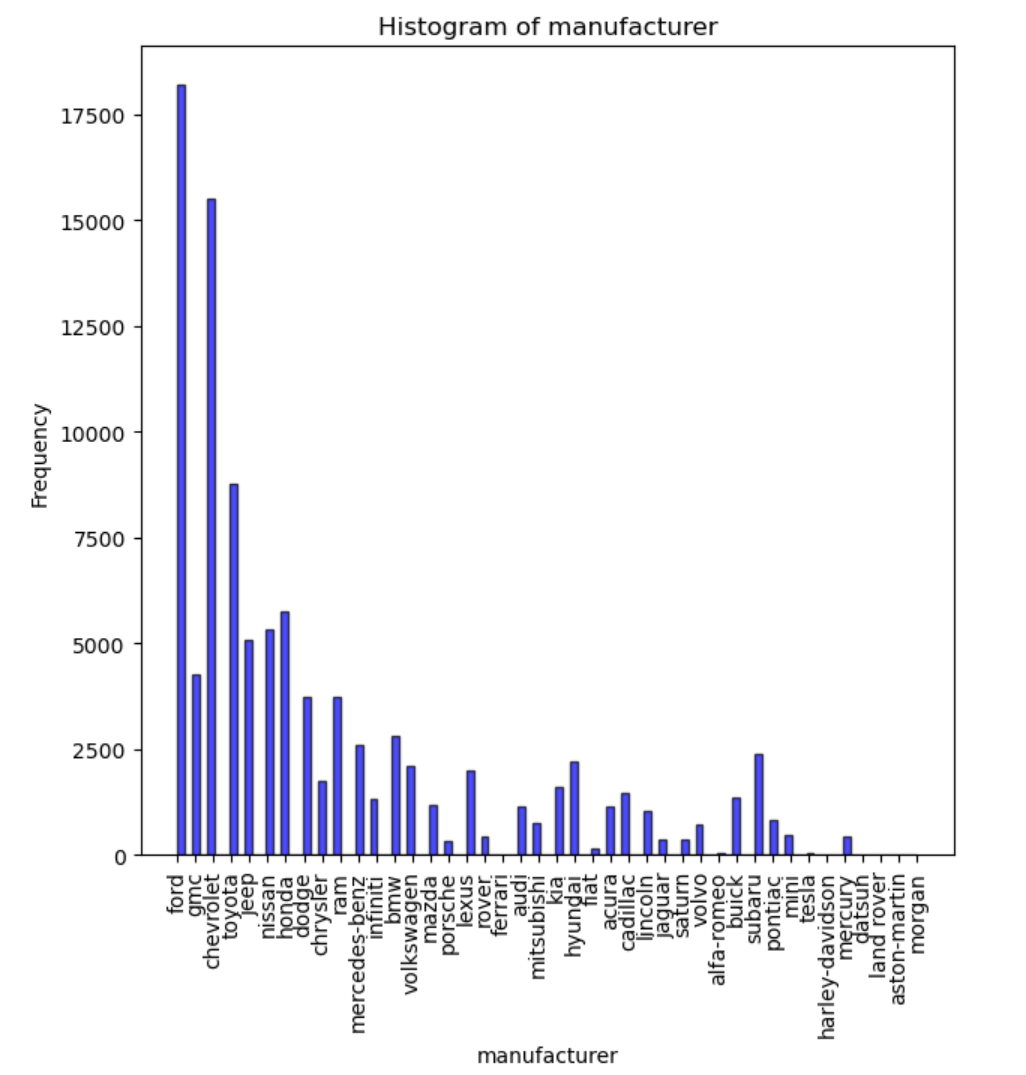 Histogram of manufacturer
17500
15000
12500
10000
7500
5000
2500
0
Frequency
ford
gmc
chevrolet
toyota
jeep
nissan
honda
dodge
chrysler
ram
mercedes-benz
infiniti
bmw
volkswagen
mazda
porsche
lexus
rover
ferrari
audi
mitsubishi
kia
hyundai
fiat
acura
cadillac
lincoln
jaguar
saturn
volvo
alfa-romeo
buick
subaru
pontiac
mini
tesla
harley-davidson
mercury
datsun
land rover
aston-martin
morgan
manufacturer